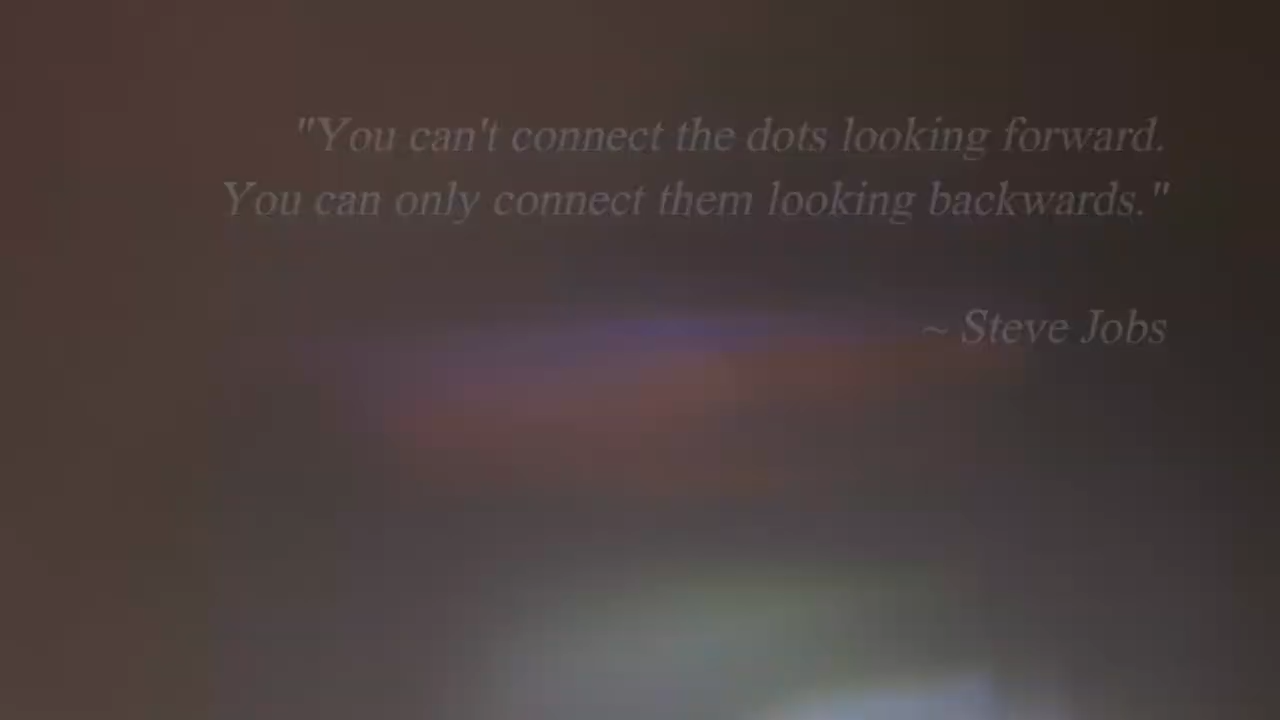 "You can't connect the dots looking forward.
You can only connect them looking backwards."
~ Steve Jobs